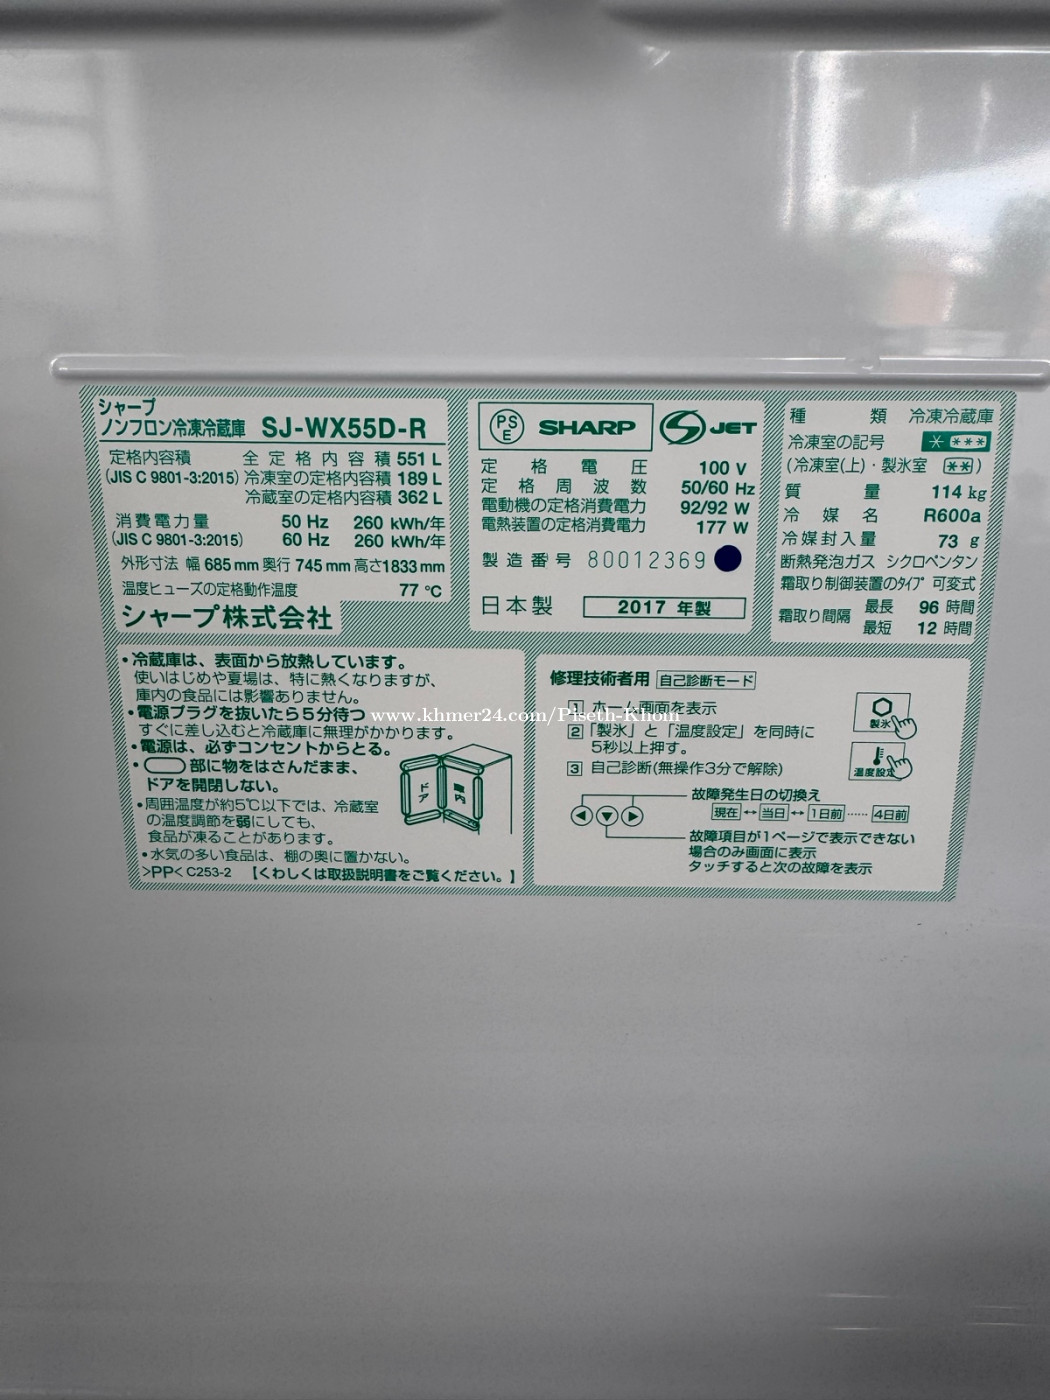 シャープ
ノンフロン冷凍冷蔵庫 SJ-WX55D-R
定格内容積 全定格内容積 551 L
(JIS C 9801-3:2015) 冷凍室の定格内容積 189 L
冷蔵室の定格内容積 362 L
消費電力量 50 Hz 260 kWh/年
(JIS C 9801-3:2015) 60 Hz 260 kWh/年
外形寸法 幅 685 mm 奥行 745 mm 高さ1833 mm
温度ヒューズの定格動作温度 77 ℃
シャープ株式会社
PS
E
SHARP
S JET
定格電圧 100 V
定格周波数 50/60 Hz
電動機の定格消費電力 92/92 W
電熱装置の定格消費電力 177 W
製造番号 80012369
日本製 2017 年製
種類 冷凍冷蔵庫
冷凍室の記号 * ***
(冷凍室(上)・製氷室 **)
質量 114 kg
冷媒名 R600a
冷媒封入量 73 g
断熱発泡ガス シクロペンタン
霜取り制御装置のタイプ 可変式
霜取り間隔 最長 96 時間
最短 12 時間
・冷蔵庫は、表面から放熱しています。
使いはじめや夏場は、特に熱くなりますが、
庫内の食品には影響ありません。
・電源プラグを抜いたら5分待つ
すぐに差し込むと冷蔵庫に無理がかかります。
・電源は、必ずコンセントからとる。
・ 部に物をはさんだまま、
ドアを開閉しない。
ドア
庫内
・周囲温度が約5℃以下では、冷蔵室
の温度調節を弱にしても、
食品が凍ることがあります。
・水気の多い食品は、棚の奥に置かない。
>PP< C253-2 【くわしくは取扱説明書をご覧ください。】
修理技術者用 自己診断モード
1 ホーム画面を表示
2 「製氷」と「温度設定」を同時に
5秒以上押す。
3 自己診断(無操作3分で解除)
製氷
温度設定
故障発生日の切換え
現在 ↔ 当日 ↔ 1日前 …… 4日前
◀ ▼ ▶
故障項目が1ページで表示できない
場合のみ画面に表示
タッチすると次の故障を表示
www.khmer24.com/Piseth-Khoin